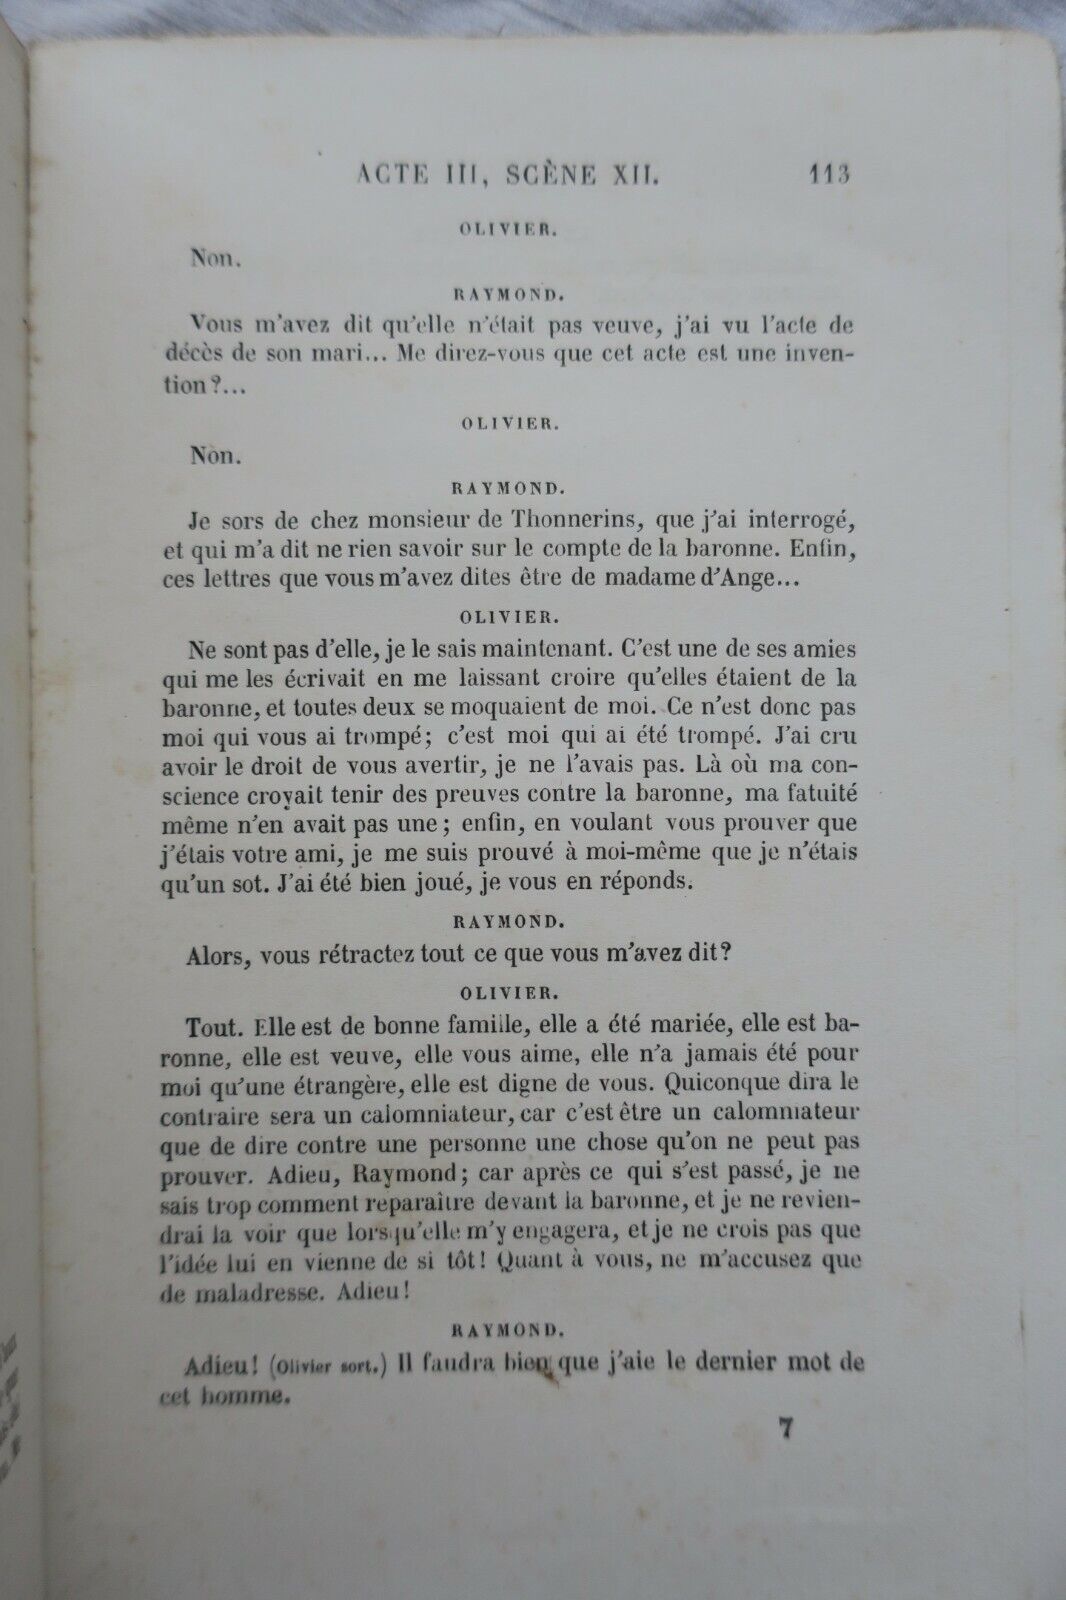 ACTE III, SCÈNE XII. 113
OLIVIER.
Non.
RAYMOND.
Vous m'avez dit qu'elle n'était pas veuve, j'ai vu l'acte de
décès de son mari... Me direz-vous que cet acte est une inven-
tion?...
OLIVIER.
Non.
RAYMOND.
Je sors de chez monsieur de Thonnerins, que j'ai interrogé,
et qui m'a dit ne rien savoir sur le compte de la baronne. Enfin,
ces lettres que vous m'avez dites être de madame d'Ange...
OLIVIER.
Ne sont pas d'elle, je le sais maintenant. C'est une de ses amies
qui me les écrivait en me laissant croire qu'elles étaient de la
baronne, et toutes deux se moquaient de moi. Ce n'est donc pas
moi qui vous ai trompé; c'est moi qui ai été trompé. J'ai cru
avoir le droit de vous avertir, je ne l'avais pas. Là où ma con-
science croyait tenir des preuves contre la baronne, ma fatuité
même n'en avait pas une; enfin, en voulant vous prouver que
j'étais votre ami, je me suis prouvé à moi-même que je n'étais
qu'un sot. J'ai été bien joué, je vous en réponds.
RAYMOND.
Alors, vous rétractez tout ce que vous m'avez dit?
OLIVIER.
Tout. Elle est de bonne famille, elle a été mariée, elle est ba-
ronne, elle est veuve, elle vous aime, elle n'a jamais été pour
moi qu'une étrangère, elle est digne de vous. Quiconque dira le
contraire sera un calomniateur, car c'est être un calomniateur
que de dire contre une personne une chose qu'on ne peut pas
prouver. Adieu, Raymond; car après ce qui s'est passé, je ne
sais trop comment reparaître devant la baronne, et je ne revien-
drai la voir que lorsqu'elle m'y engagera, et je ne crois pas que
l'idée lui en vienne de si tôt! Quant à vous, ne m'accusez que
de maladresse. Adieu!
RAYMOND.
Adieu! (Olivier sort.) Il faudra bien que j'aie le dernier mot de
cet homme.
7